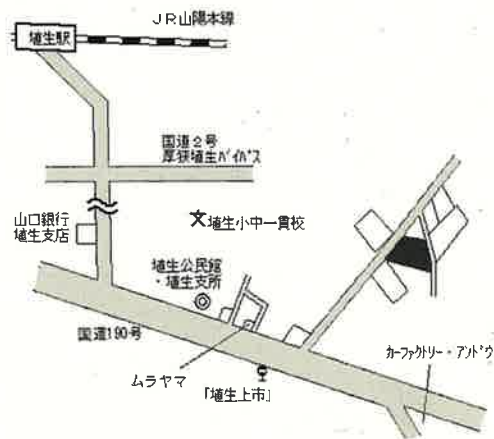 JR山陽本線
埴生駅
国道2号
厚狭埴生バイパス
山口銀行
埴生支店
文埴生小中一貫校
埴生公民館
・埴生支所
国道190号
ムラヤマ
「埴生上市」
カーファクトリー・アンドウ